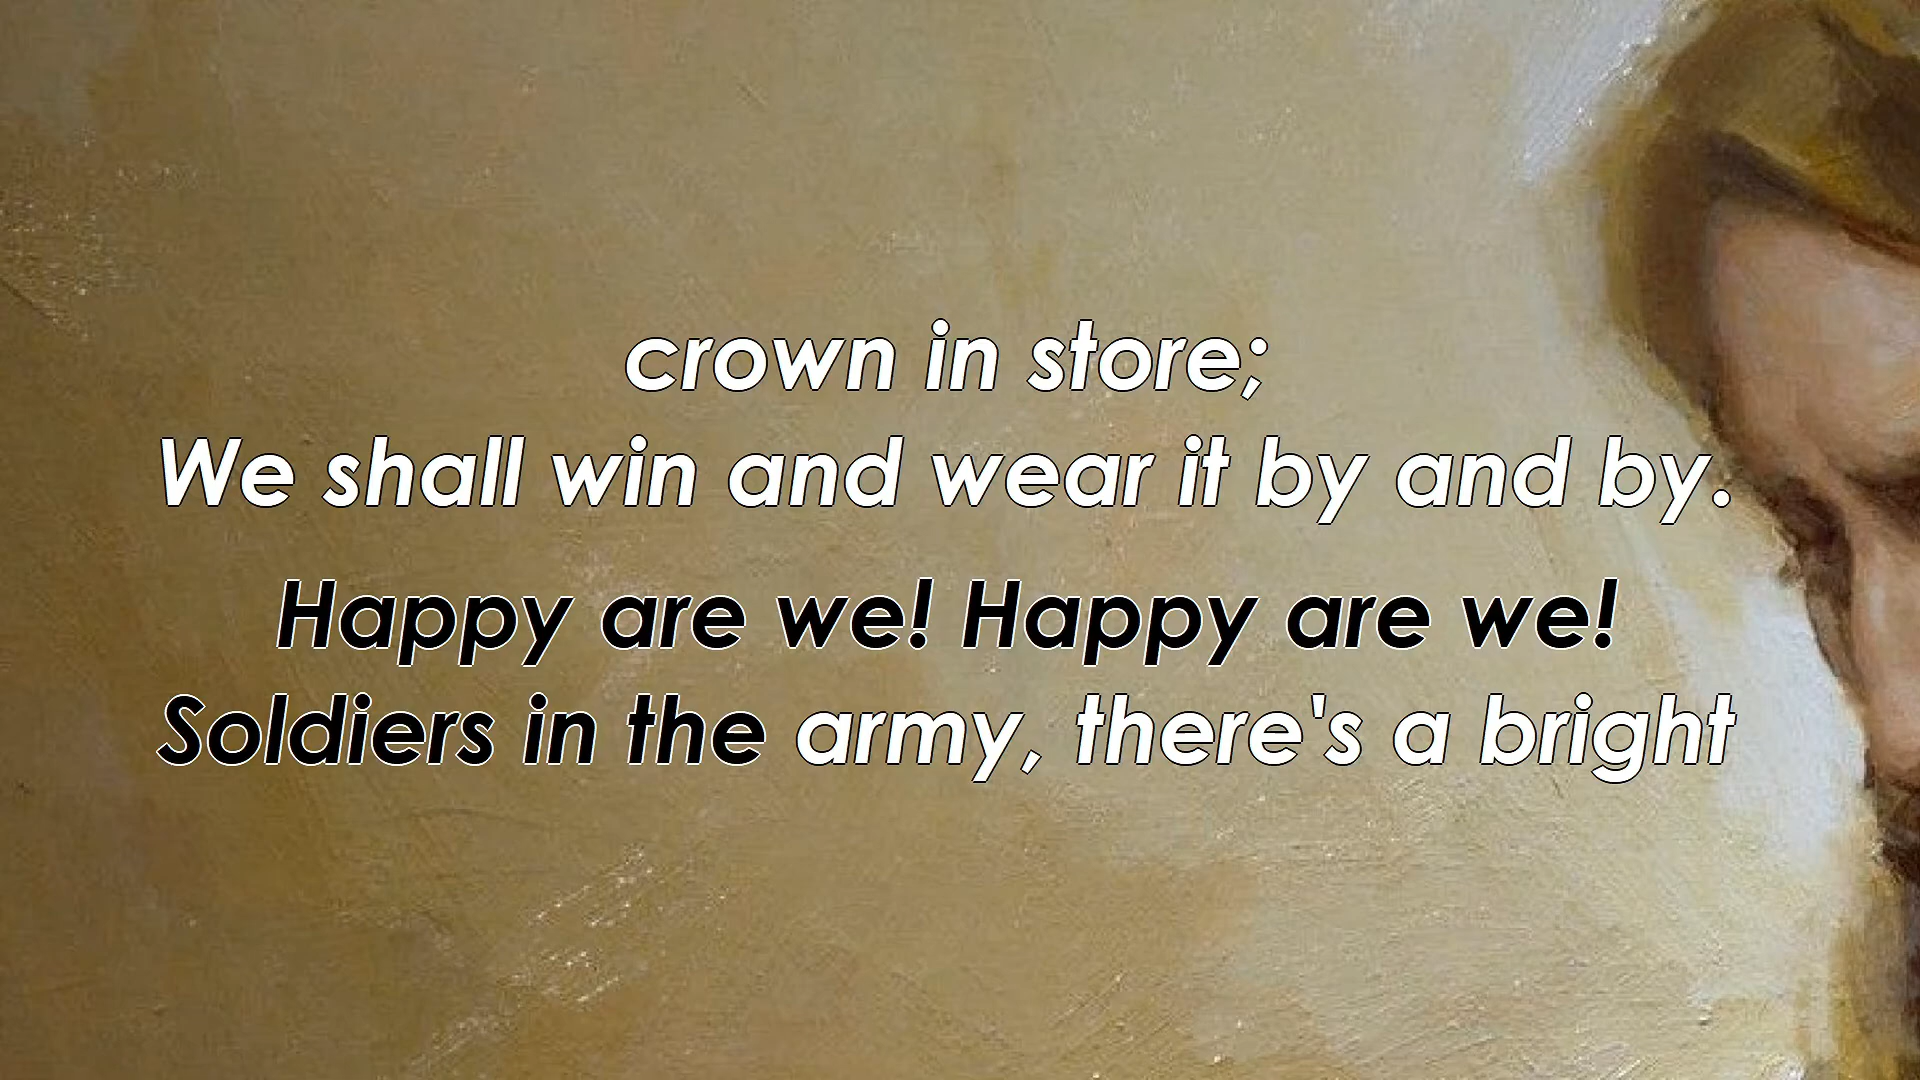 crown in store;
We shall win and wear it by and by.
Happy are we! Happy are we!
Soldiers in the army, there's a bright